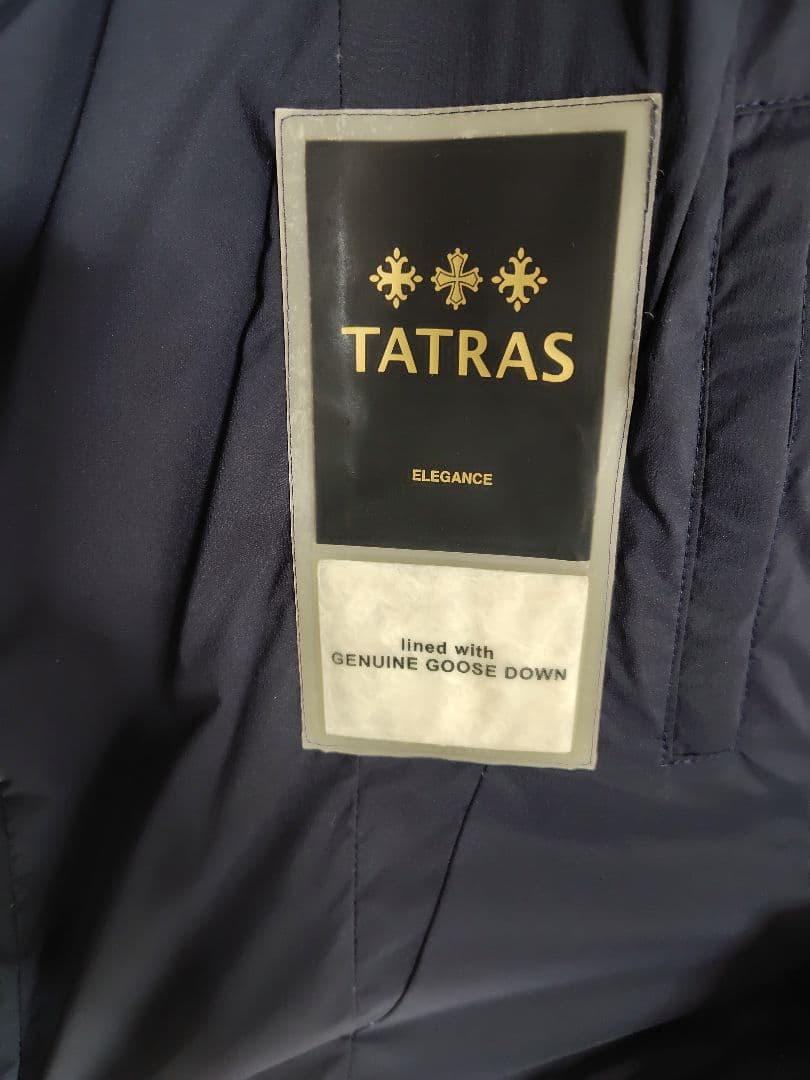 TATRAS
ELEGANCE
lined with
GENUINE GOOSE DOWN